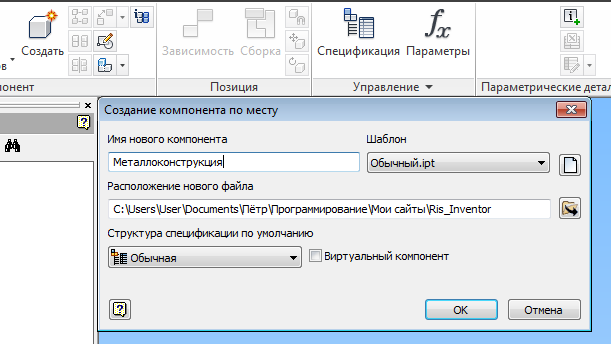 Создать
Зависимость
Сборка
Спецификация
Параметры
fx
понент
Позиция
Управление
Параметрические детал
Создание компонента по месту
Имя нового компонента
Шаблон
Металлоконструкция
Обычный.ipt
Расположение нового файла
C:\Users\User\Documents\Пётр\Программирование\Мои сайты\Ris_Inventor
Структура спецификации по умолчанию
Обычная
Виртуальный компонент
OK
Отмена